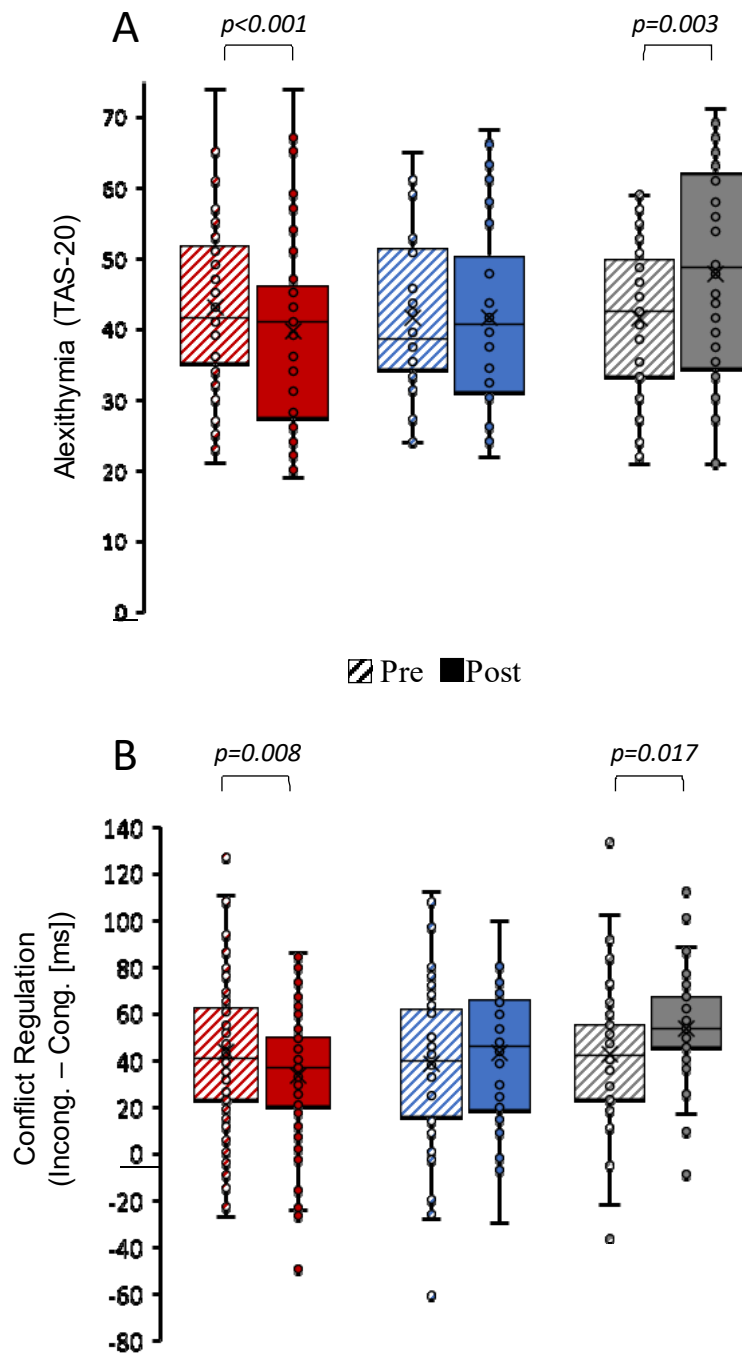 A
p<0.001
p=0.003
Alexithymia (TAS-20)
70
60
50
40
30
20
10
0
Pre Post
B
p=0.008
p=0.017
Conflict Regulation
(Incong. – Cong. [ms])
140
120
100
80
60
40
20
0
-20
-40
-60
-80